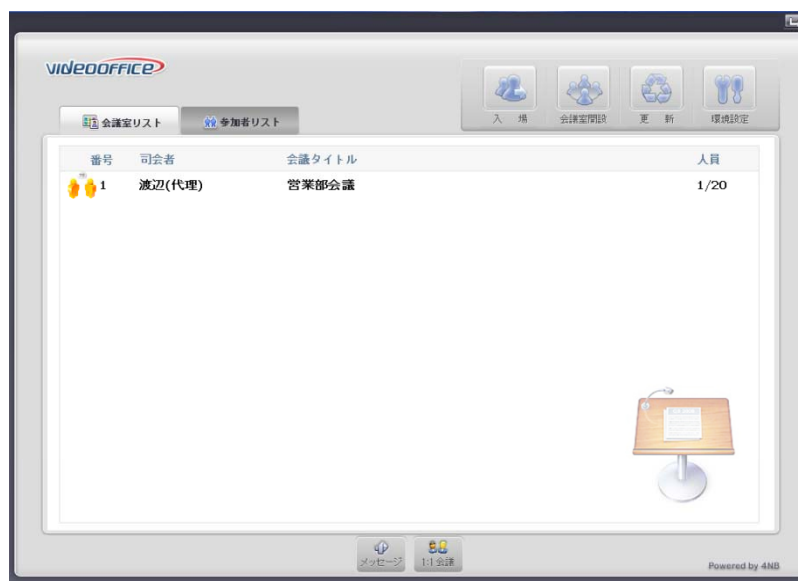 VIDEOOFFICE
入 場
会議室開設
更 新
環境設定
会議室リスト
参加者リスト
番号 司会者 会議タイトル 人員
1 渡辺(代理) 営業部会議 1/20
メッセージ
1:1 会議
Powered by 4NB